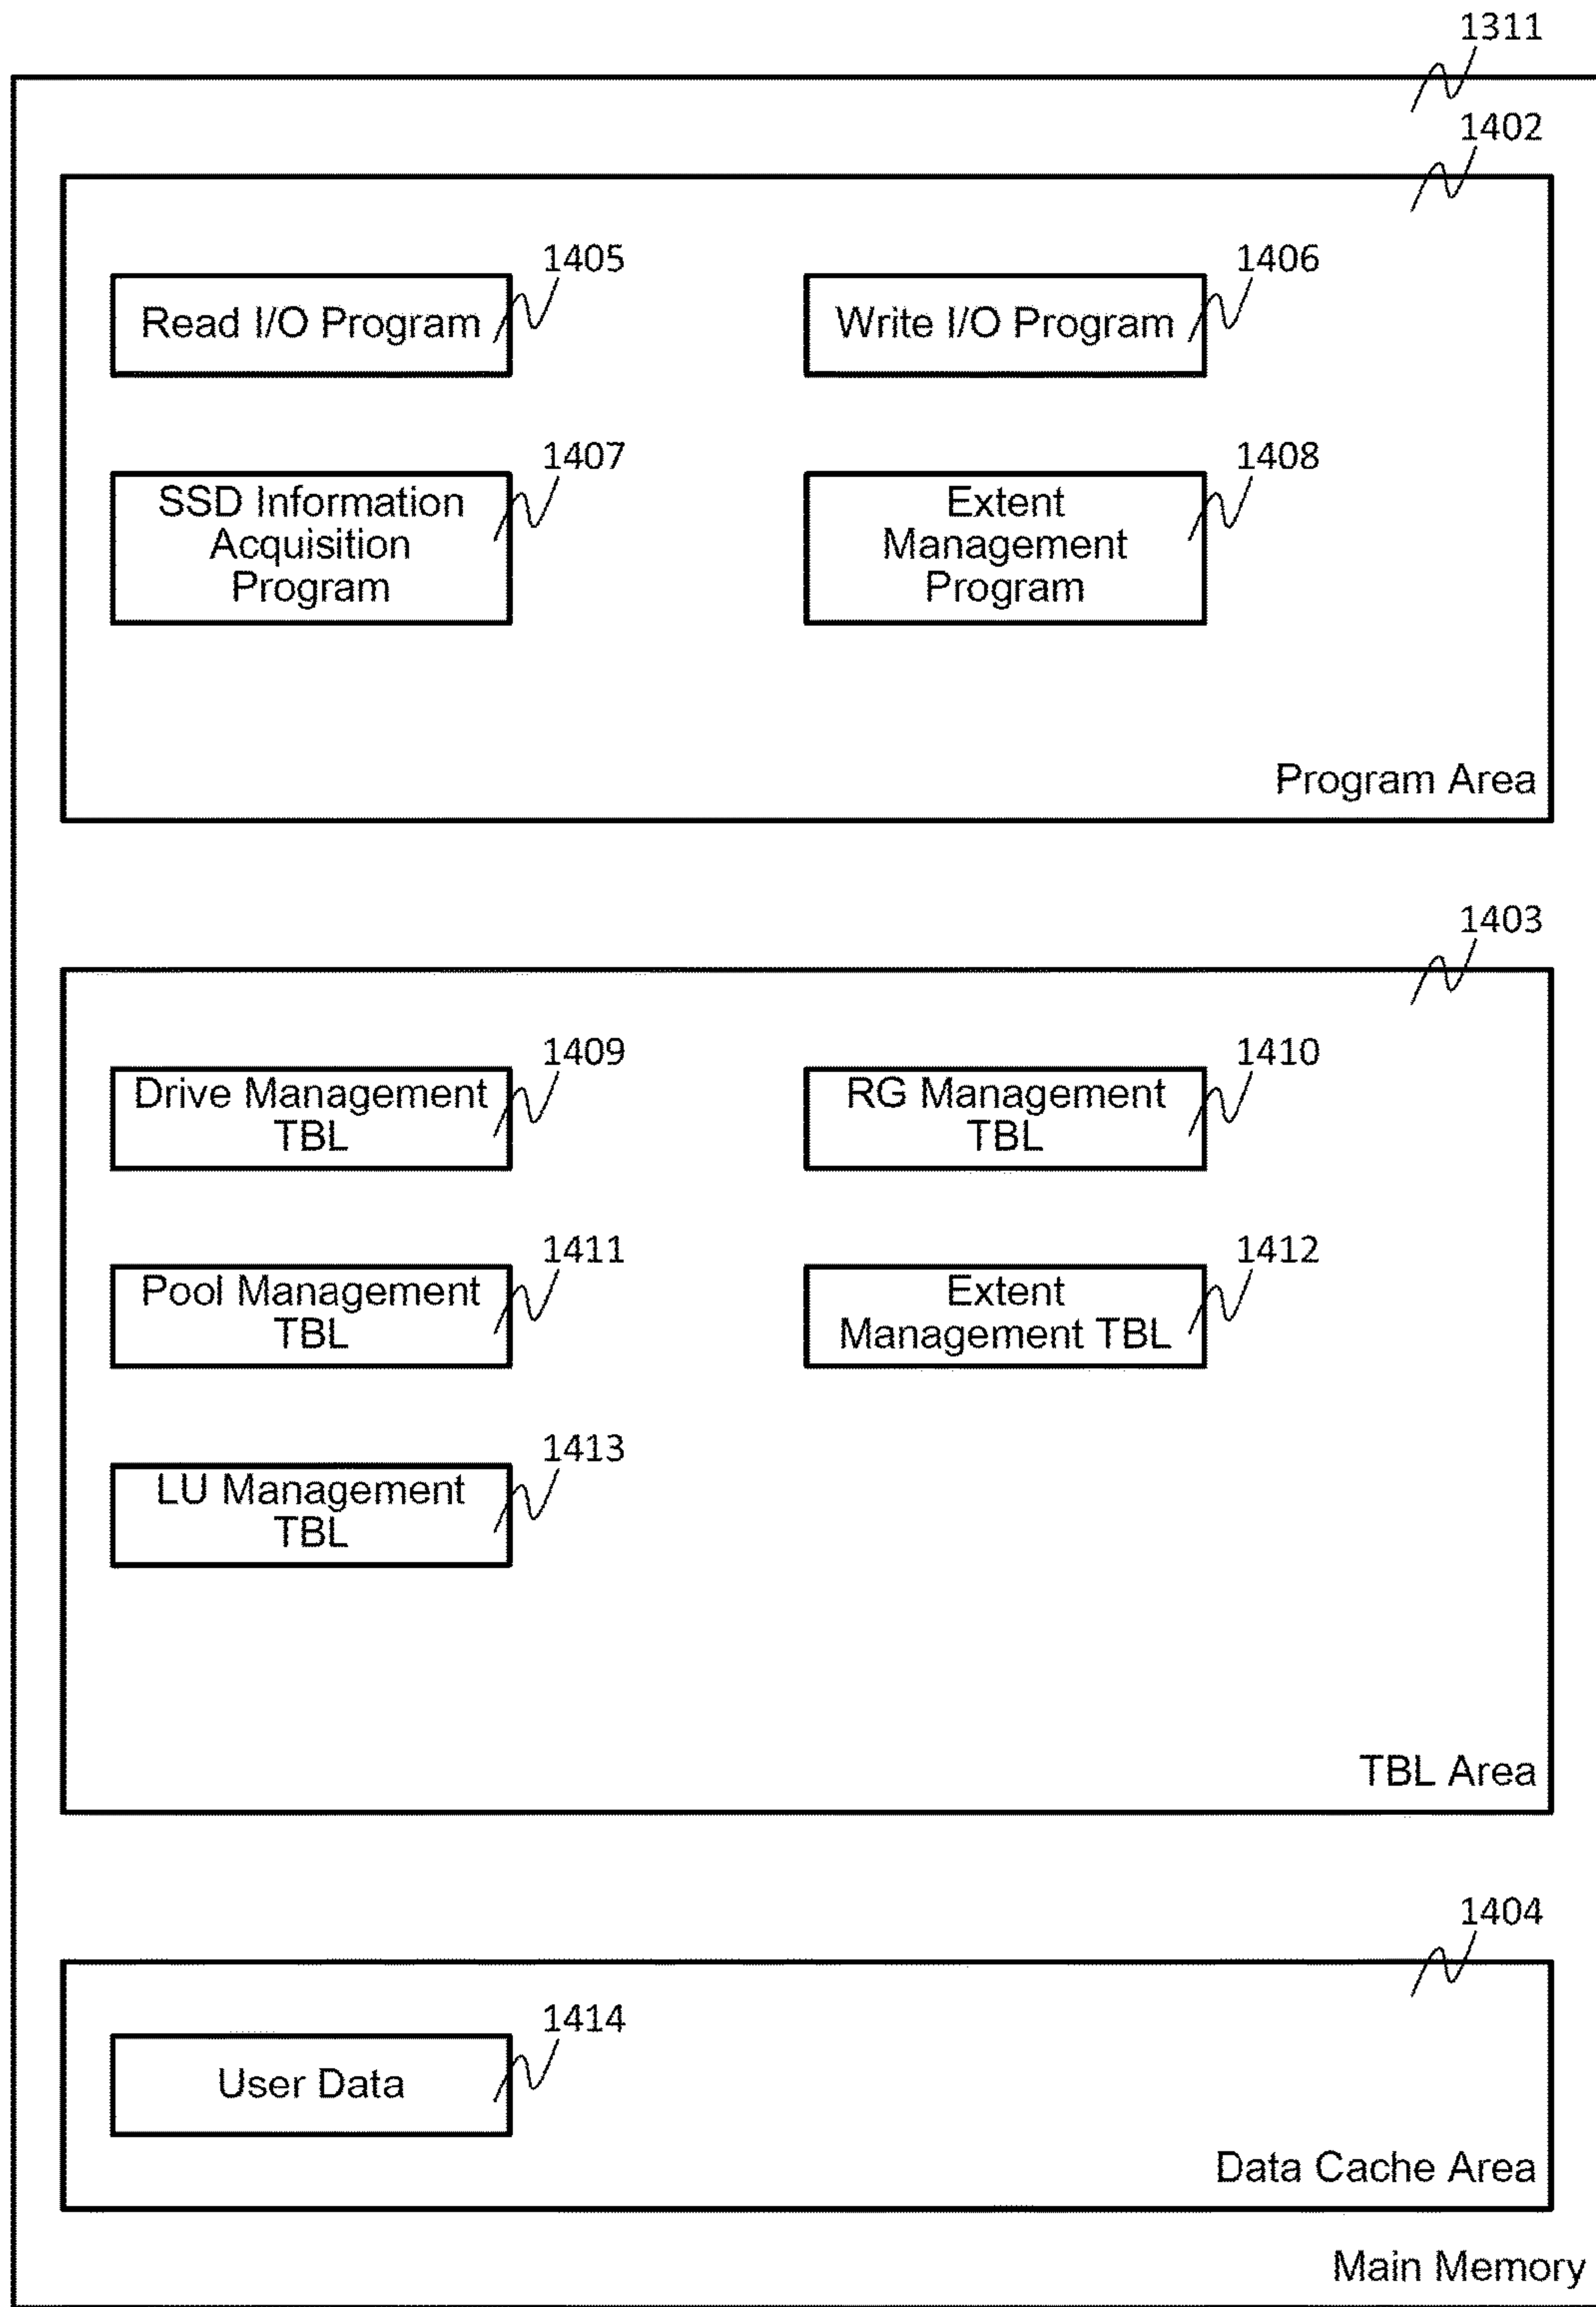 1311
1402
1405
1406
Read I/O Program
Write I/O Program
1407
1408
SSD Information
Acquisition
Program
Extent
Management
Program
Program Area
1403
1409
1410
Drive Management
TBL
RG Management
TBL
1411
1412
Pool Management
TBL
Extent
Management TBL
1413
LU Management
TBL
TBL Area
1404
1414
User Data
Data Cache Area
Main Memory